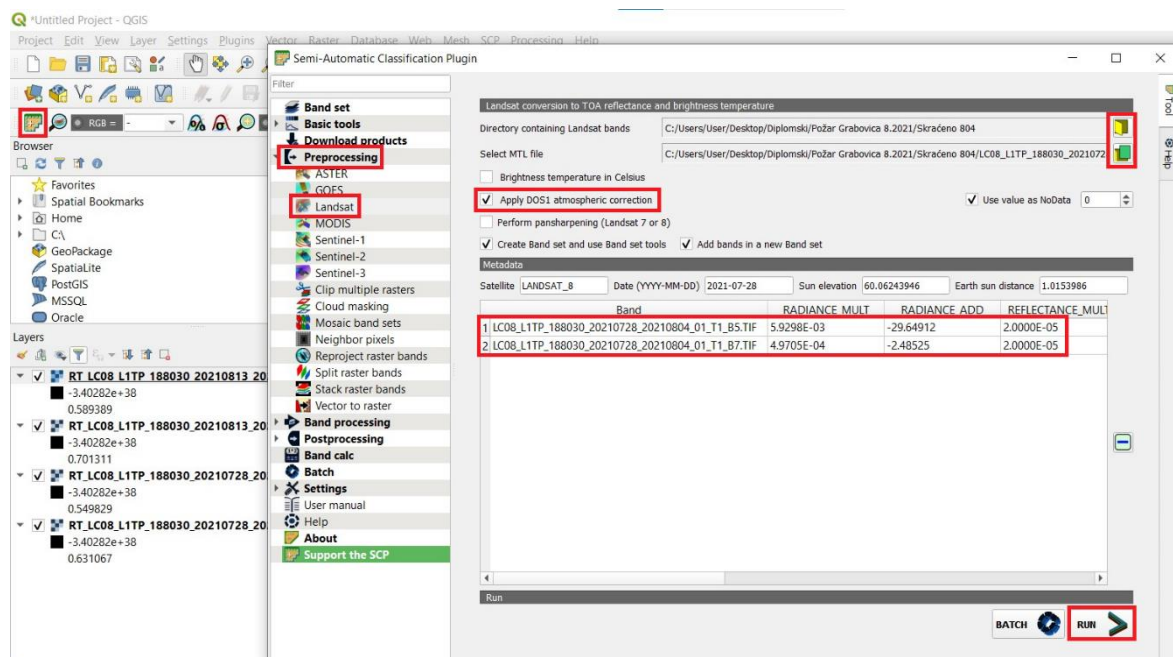 *Untitled Project - QGIS
Project Edit View Layer Settings Plugins Vector Raster Database Web Mesh SCP Processing Help
Semi-Automatic Classification Plugin
RGB = -
Browser
Favorites
Spatial Bookmarks
Home
C:\
GeoPackage
SpatiaLite
PostGIS
MSSQL
Oracle
Layers
RT_LC08_L1TP_188030_20210813_20
-3.40282e+38
0.589389
RT_LC08_L1TP_188030_20210813_20
-3.40282e+38
0.701311
RT_LC08_L1TP_188030_20210728_20
-3.40282e+38
0.549829
RT_LC08_L1TP_188030_20210728_20
-3.40282e+38
0.631067
Filter
Band set
Basic tools
Download products
Preprocessing
ASTER
GOES
Landsat
MODIS
Sentinel-1
Sentinel-2
Sentinel-3
Clip multiple rasters
Cloud masking
Mosaic band sets
Neighbor pixels
Reproject raster bands
Split raster bands
Stack raster bands
Vector to raster
Band processing
Postprocessing
Band calc
Batch
Settings
User manual
Help
About
Support the SCP
Landsat conversion to TOA reflectance and brightness temperature
Directory containing Landsat bands C:/Users/User/Desktop/Diplomski/Požar Grabovica 8.2021/Skraćeno 804
Select MTL file C:/Users/User/Desktop/Diplomski/Požar Grabovica 8.2021/Skraćeno 804/LC08_L1TP_188030_2021072
Brightness temperature in Celsius
Apply DOS1 atmospheric correction Use value as NoData 0
Perform pansharpening (Landsat 7 or 8)
Create Band set and use Band set tools Add bands in a new Band set
Metadata
Satellite LANDSAT_8 Date (YYYY-MM-DD) 2021-07-28 Sun elevation 60.06243946 Earth sun distance 1.0153986
Band RADIANCE_MULT RADIANCE_ADD REFLECTANCE_MULT
1 LC08_L1TP_188030_20210728_20210804_01_T1_B5.TIF 5.9298E-03 -29.64912 2.0000E-05
2 LC08_L1TP_188030_20210728_20210804_01_T1_B7.TIF 4.9705E-04 -2.48525 2.0000E-05
Run
BATCH RUN
Tool
Help